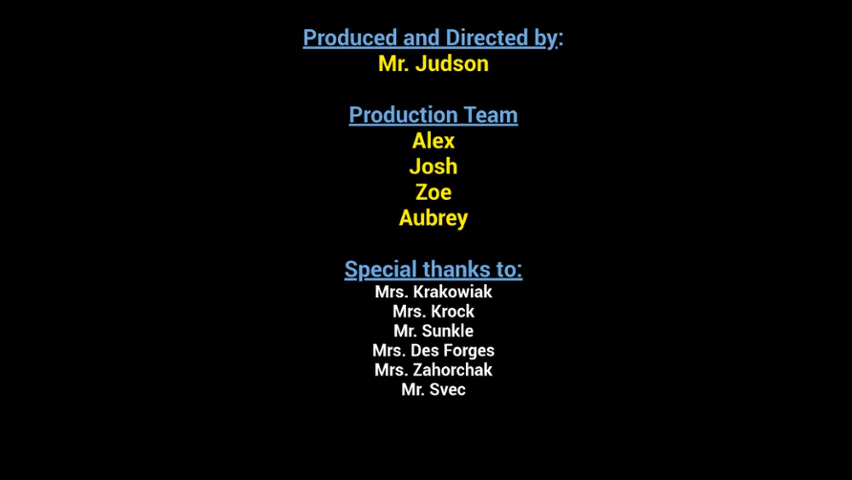 Produced and Directed by:
Mr. Judson
Production Team
Alex
Josh
Zoe
Aubrey
Special thanks to:
Mrs. Krakowiak
Mrs. Krock
Mr. Sunkle
Mrs. Des Forges
Mrs. Zahorchak
Mr. Svec